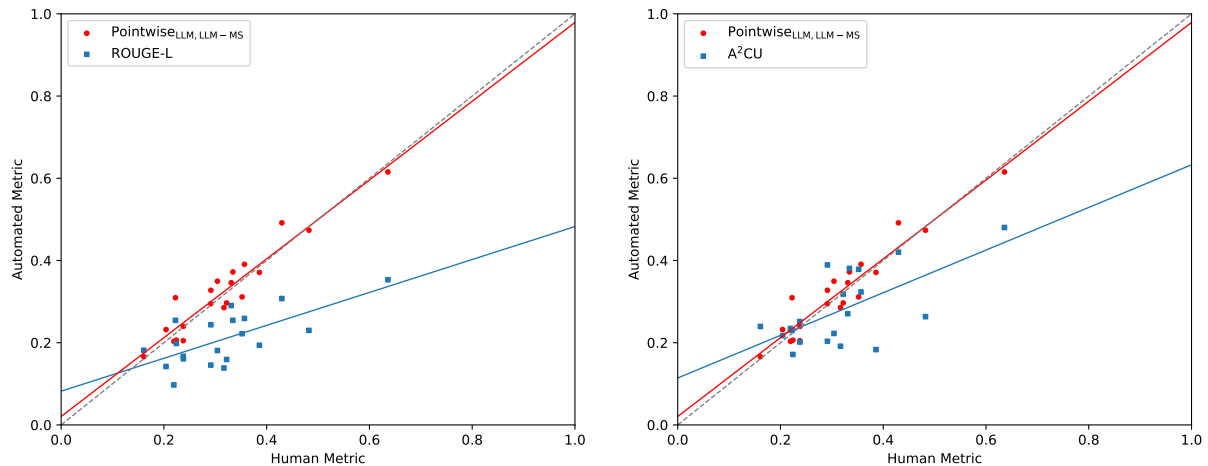 1.0
0.8
0.6
0.4
0.2
0.0
Automated Metric
Pointwise_LLM, LLM−MS
ROUGE-L
0.0 0.2 0.4 0.6 0.8 1.0
Human Metric
1.0
0.8
0.6
0.4
0.2
0.0
Automated Metric
Pointwise_LLM, LLM−MS
A²CU
0.0 0.2 0.4 0.6 0.8 1.0
Human Metric